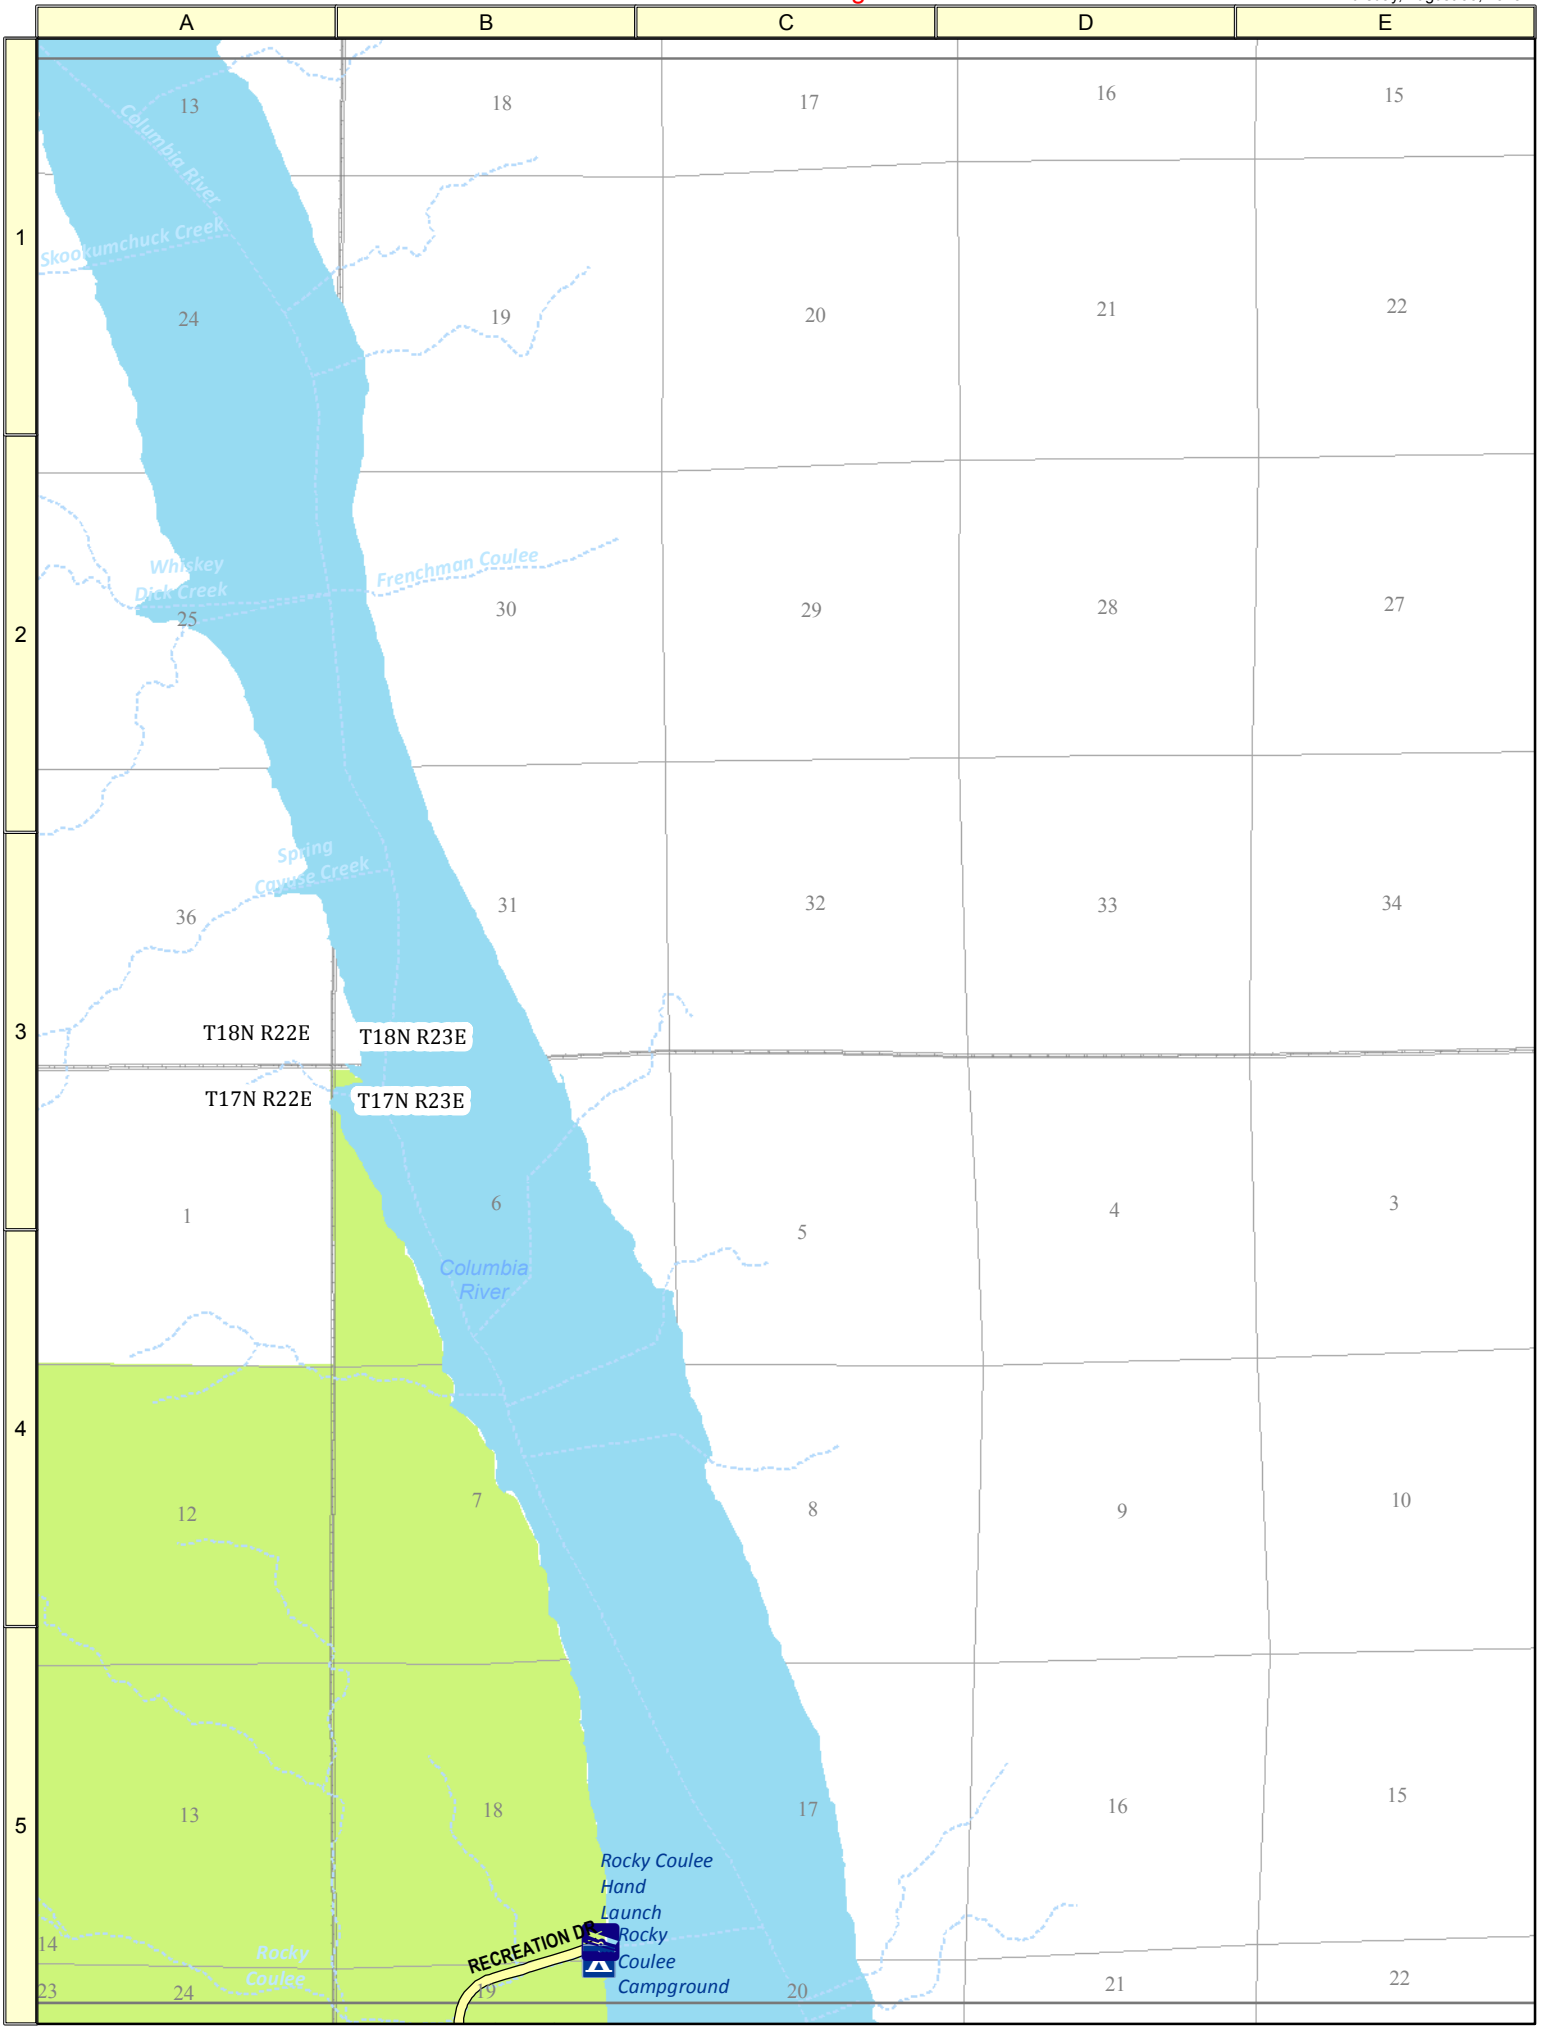 A B C D E
1
2
3
4
5
13 18 17 16 15
Columbia River
Skookumchuck Creek
24 19 20 21 22
Whiskey
Dick Creek
Frenchman Coulee
25 30 29 28 27
Spring
Cayuse Creek
36 31 32 33 34
T18N R22E T18N R23E
T17N R22E T17N R23E
1 6 5 4 3
Columbia
River
12 7 8 9 10
13 18 17 16 15
Rocky Coulee
Hand
Launch
RECREATION DR
Rocky
Coulee
Campground
14
Rocky
Coulee
23 24 19 20 21 22